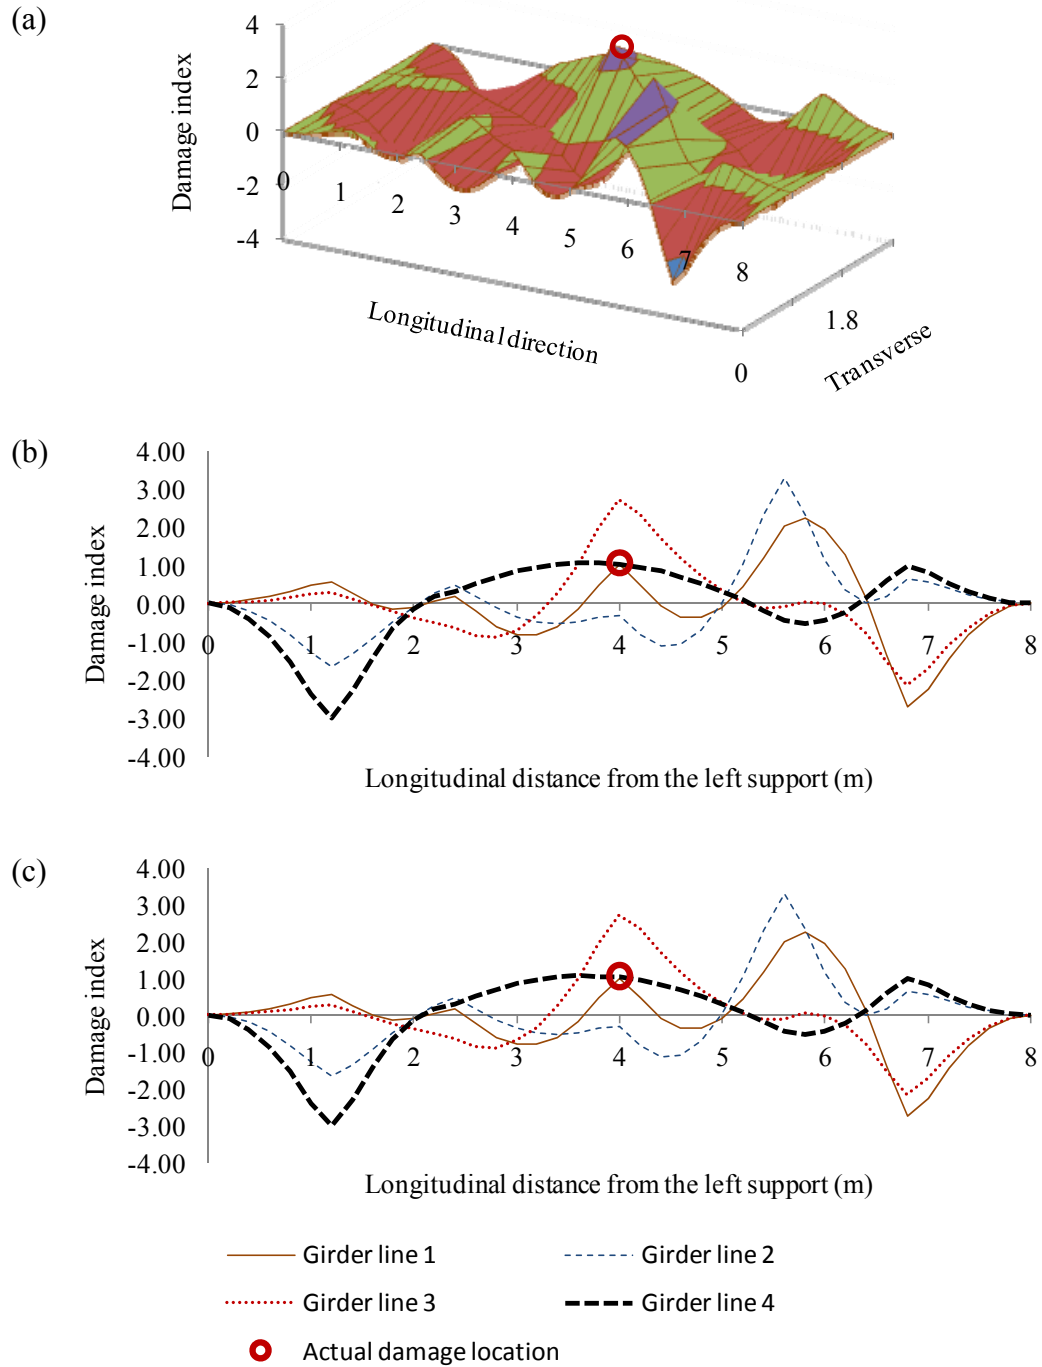 (a)
4
2
0
-2
-4
Damage index
0
1
2
3
4
5
6
7
8
Longitudinal direction
0
1.8
Transverse
(b)
4.00
3.00
2.00
1.00
0.00
-1.00
-2.00
-3.00
-4.00
Damage index
0 1 2 3 4 5 6 7 8
Longitudinal distance from the left support (m)
(c)
4.00
3.00
2.00
1.00
0.00
-1.00
-2.00
-3.00
-4.00
Damage index
0 1 2 3 4 5 6 7 8
Longitudinal distance from the left support (m)
Girder line 1 Girder line 2
Girder line 3 Girder line 4
Actual damage location